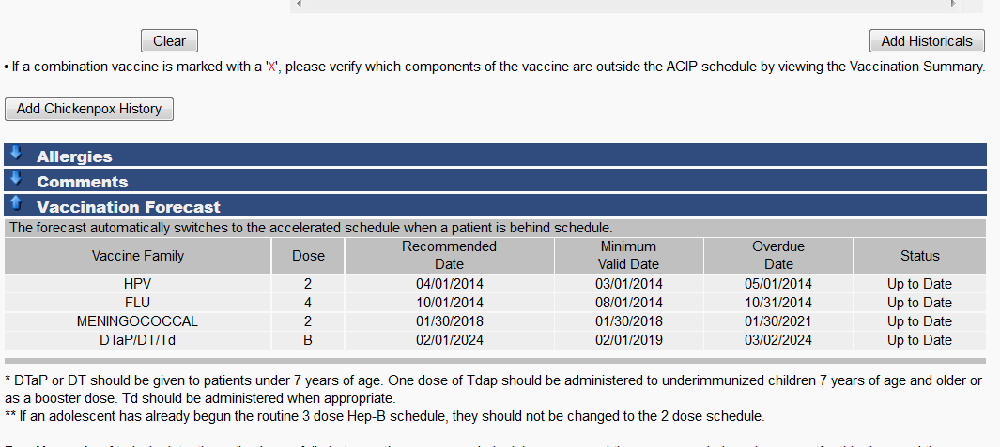 Clear Add Historicals
• If a combination vaccine is marked with a 'X', please verify which components of the vaccine are outside the ACIP schedule by viewing the Vaccination Summary.
Add Chickenpox History
Allergies
Comments
Vaccination Forecast
The forecast automatically switches to the accelerated schedule when a patient is behind schedule.
Vaccine Family Dose Recommended Date Minimum Valid Date Overdue Date Status
HPV 2 04/01/2014 03/01/2014 05/01/2014 Up to Date
FLU 4 10/01/2014 08/01/2014 10/31/2014 Up to Date
MENINGOCOCCAL 2 01/30/2018 01/30/2018 01/30/2021 Up to Date
DTaP/DT/Td B 02/01/2024 02/01/2019 03/02/2024 Up to Date
* DTaP or DT should be given to patients under 7 years of age. One dose of Tdap should be administered to underimmunized children 7 years of age and older or
as a booster dose. Td should be administered when appropriate.
** If an adolescent has already begun the routine 3 dose Hep-B schedule, they should not be changed to the 2 dose schedule.